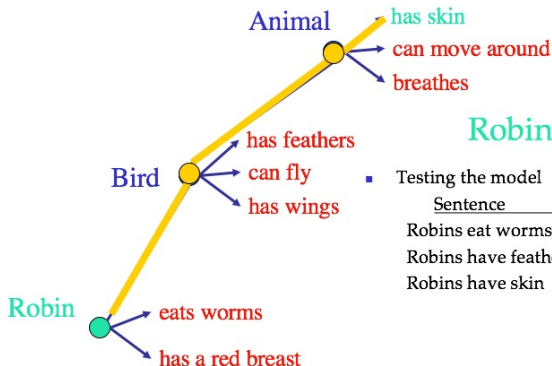 Animal
has skin
can move around
breathes
Robin
Bird
has feathers
can fly
has wings
▪ Testing the model
Sentence
Robins eat worms
Robins have feath
Robins have skin
Robin
eats worms
has a red breast